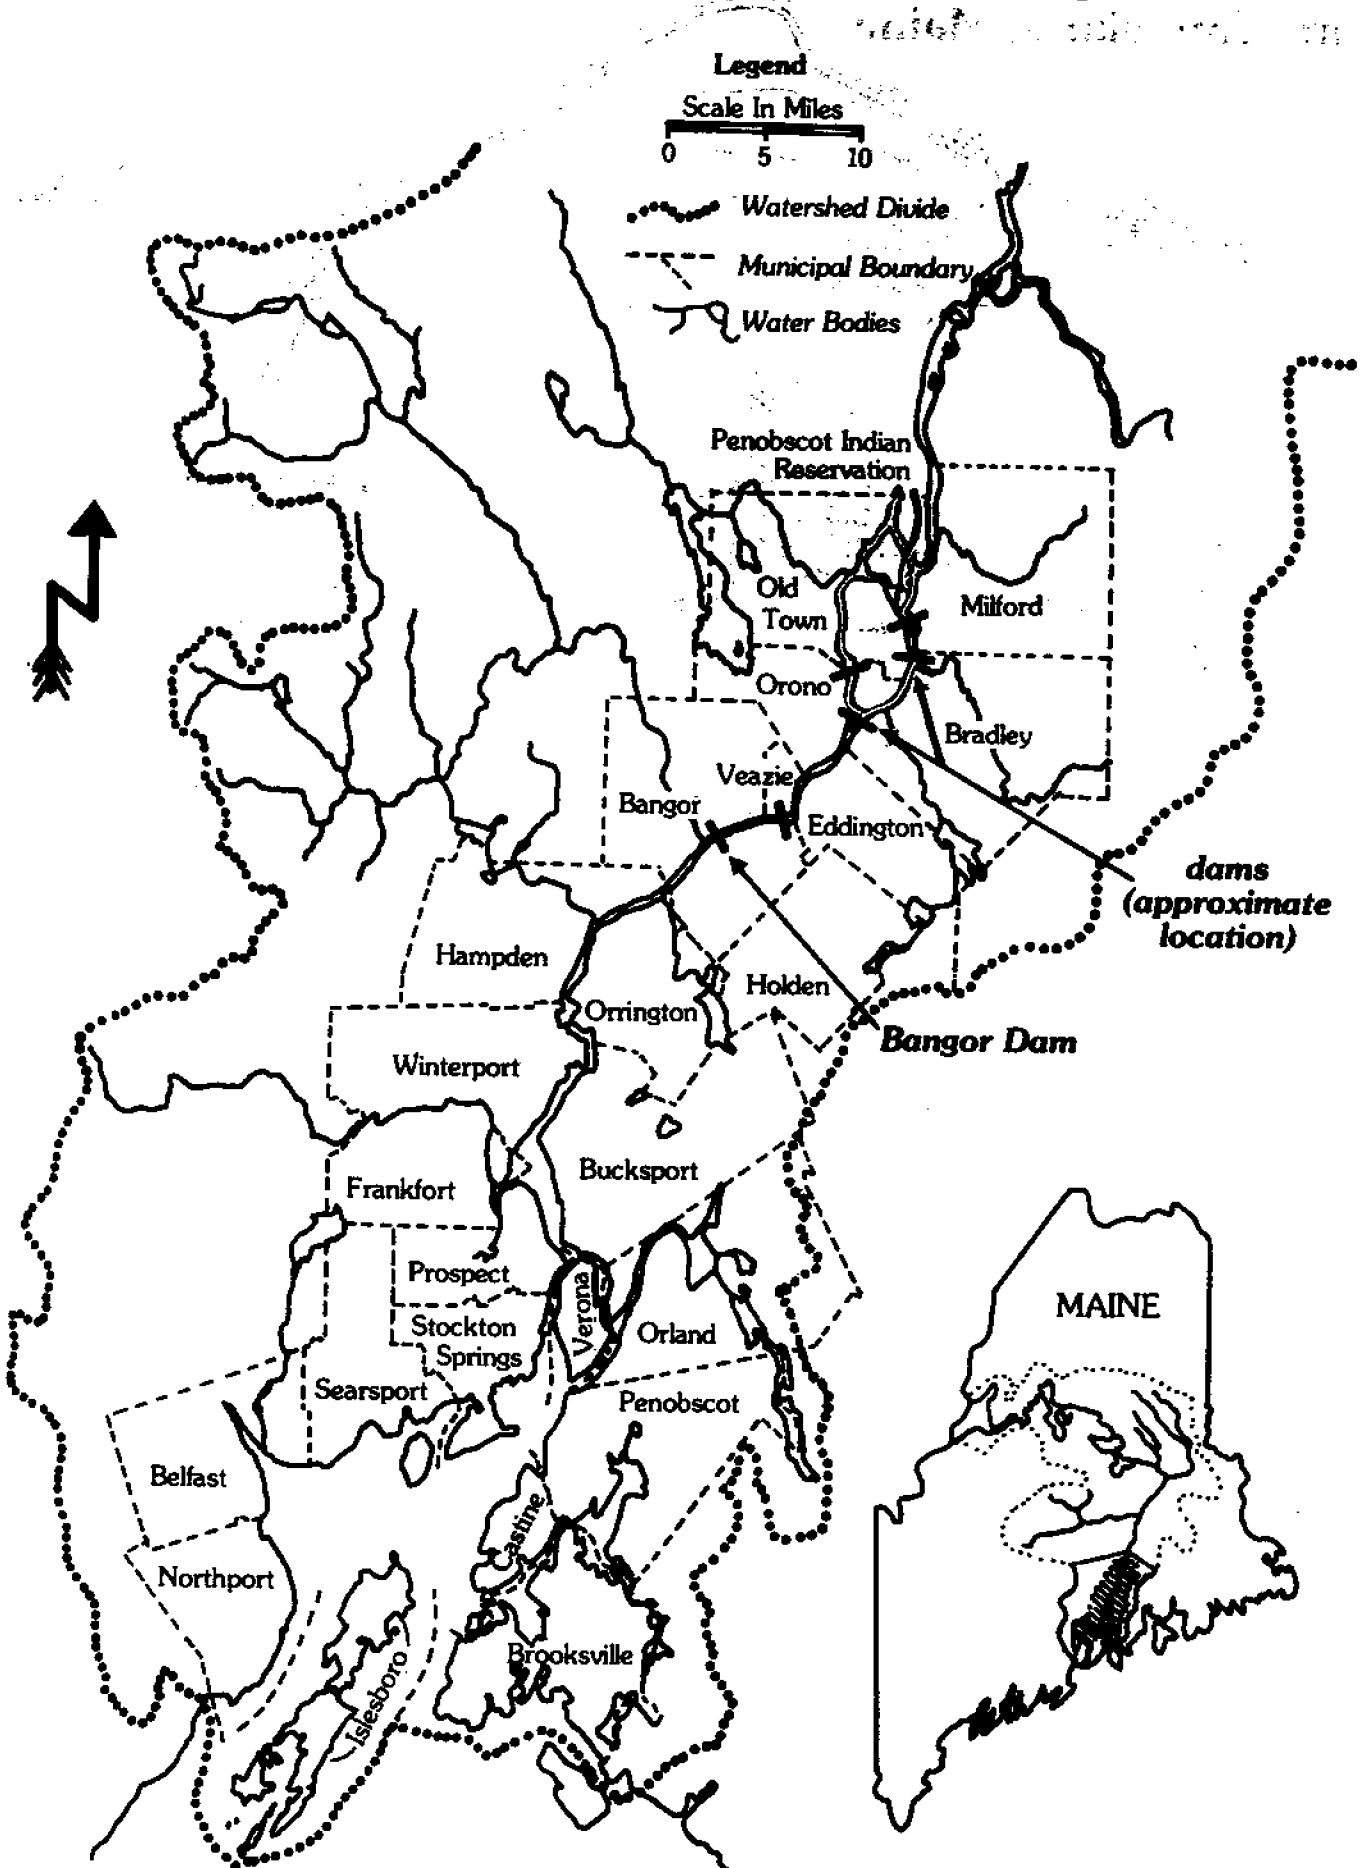 Legend
Scale In Miles
0 5 10
Watershed Divide
Municipal Boundary
Water Bodies
Penobscot Indian
Reservation
Old
Town
Milford
Orono
Bradley
Veazie
Bangor
Eddington
dams
(approximate
location)
Hampden
Holden
Orrington
Bangor Dam
Winterport
Bucksport
Frankfort
Prospect
Verona
Stockton
Springs
Orland
MAINE
Searsport
Penobscot
Belfast
Castine
Northport
Brooksville
Islesboro